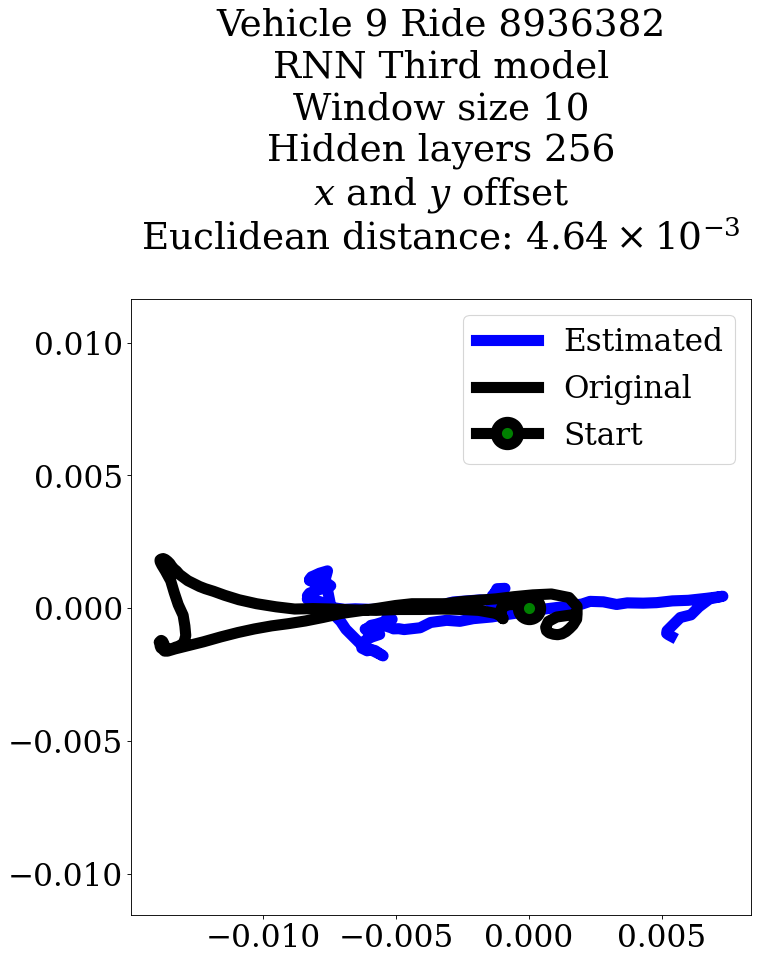 Vehicle 9 Ride 8936382
RNN Third model
Window size 10
Hidden layers 256
x and y offset
Euclidean distance: 4.64 × 10⁻³
Estimated
Original
Start
0.010
0.005
0.000
−0.005
−0.010
−0.010 −0.005 0.000 0.005